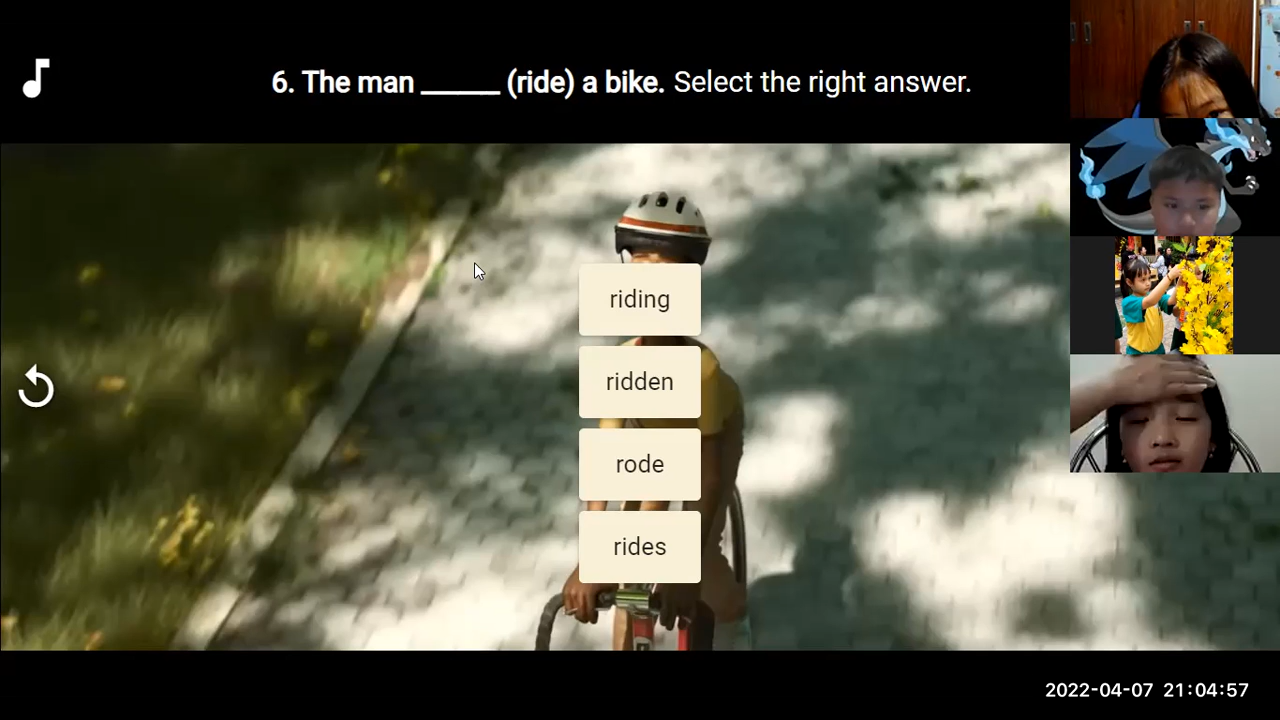 6. The man _____ (ride) a bike. Select the right answer.
riding
ridden
rode
rides
2022-04-07 21:04:57